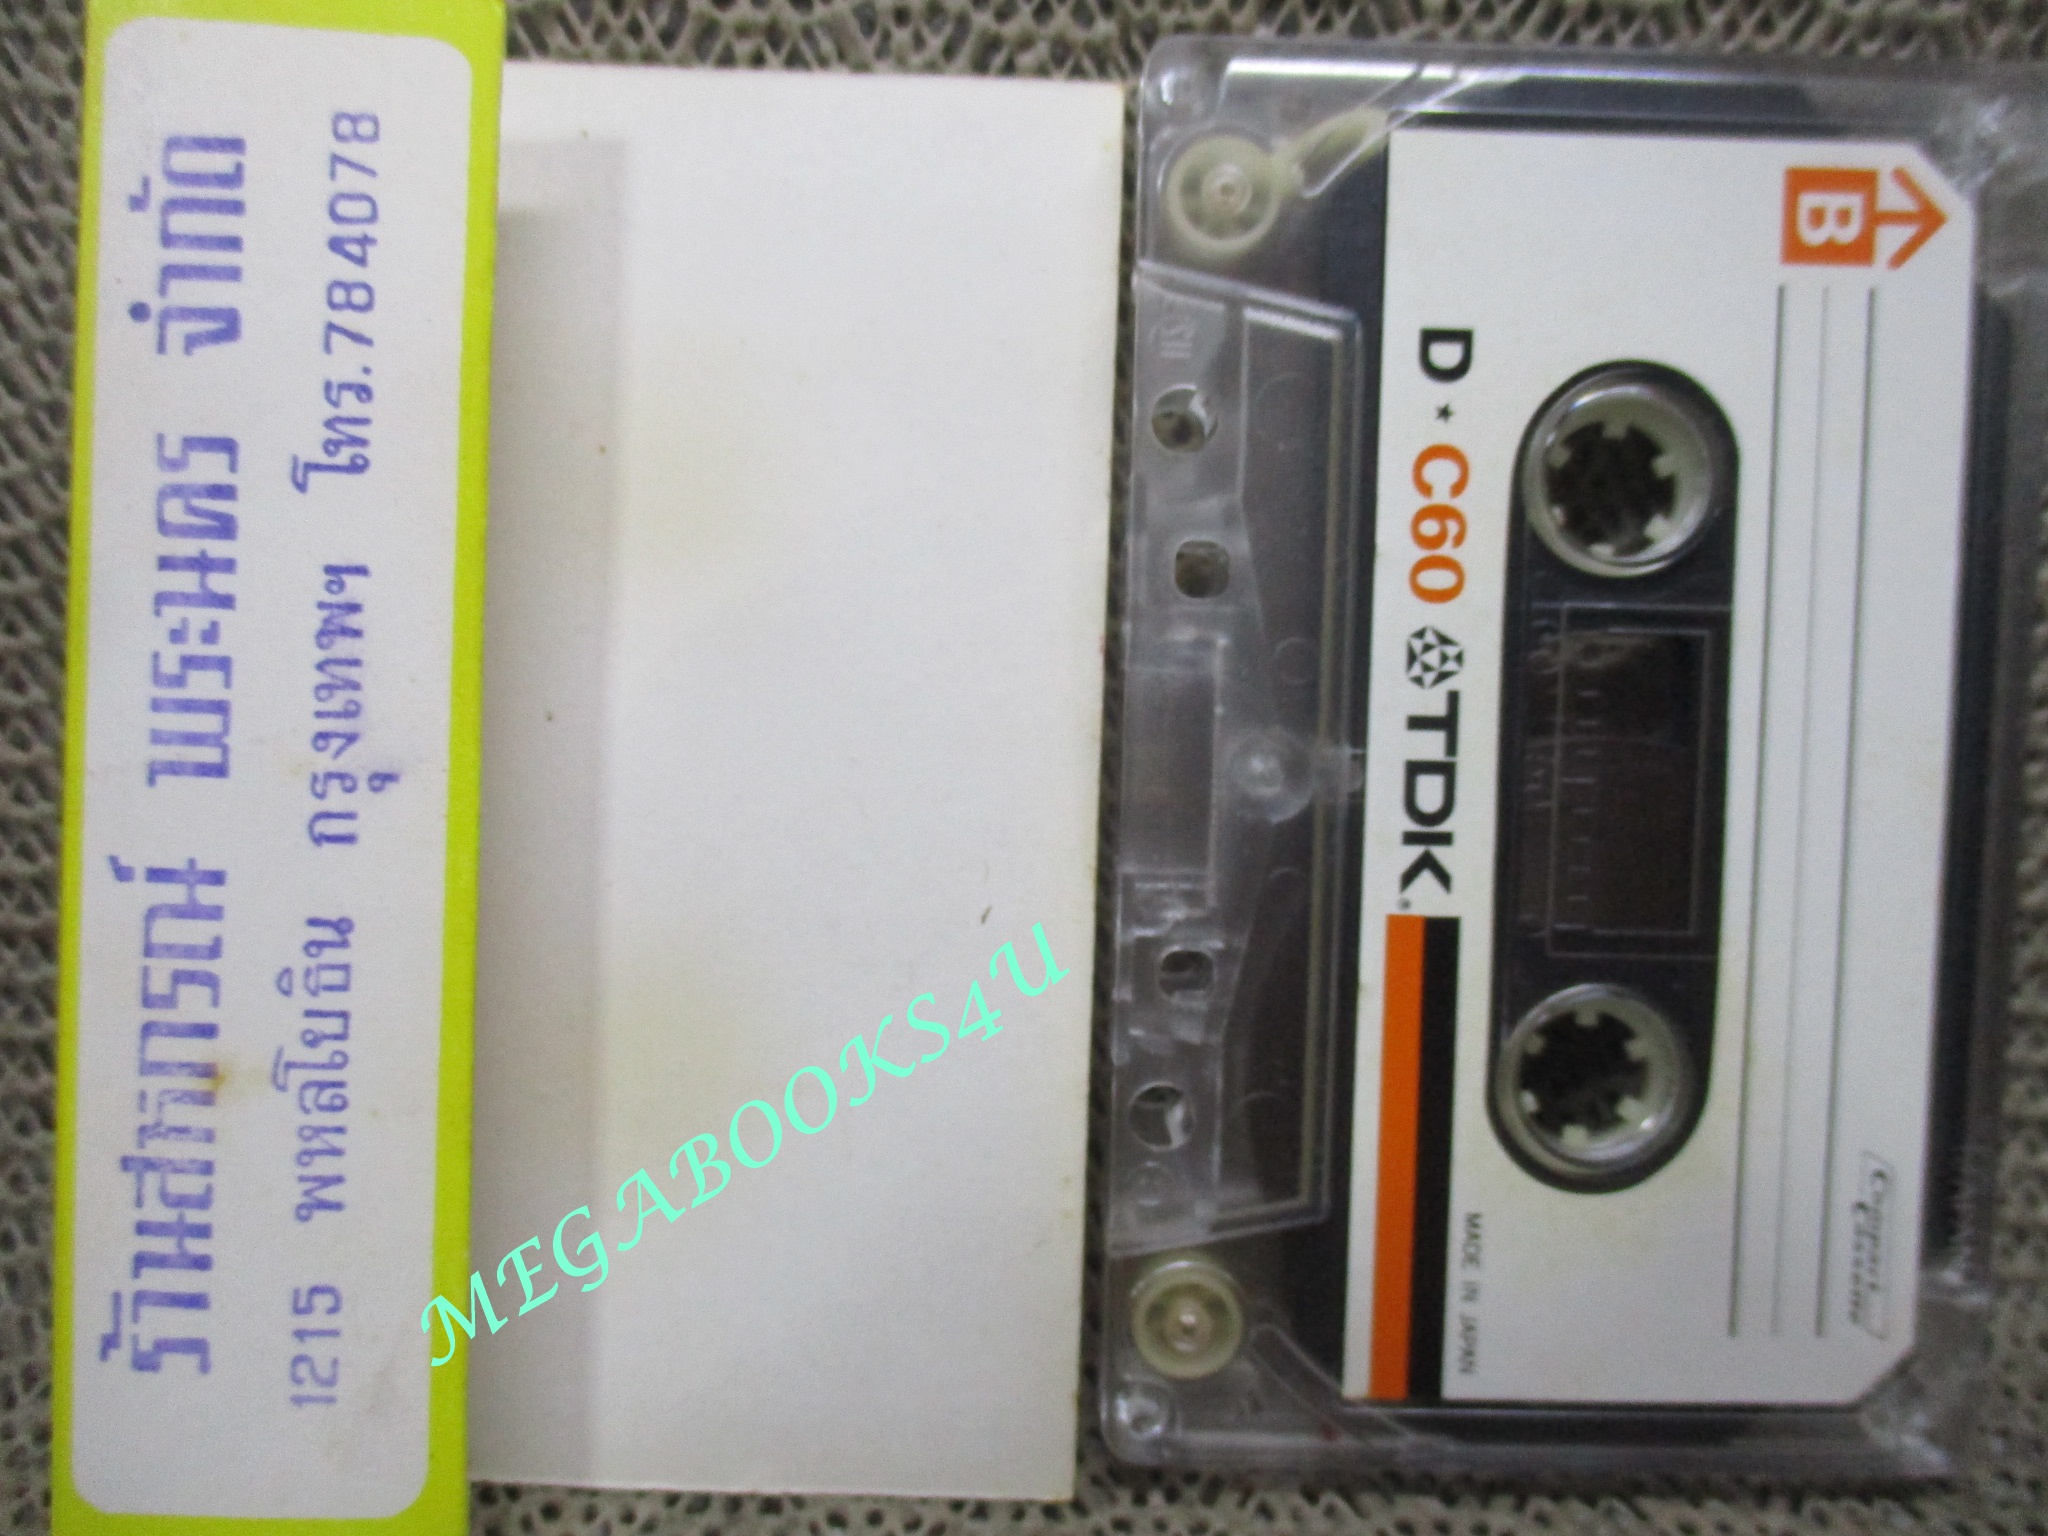 ร้านสหกรณ์ พระนคร จำกัด
1215 พหลโยธิน กรุงเทพฯ โทร.784078
MEGABOOKS4U
B
D ★ C60 TDK®
MADE IN JAPAN
Compact Cassette